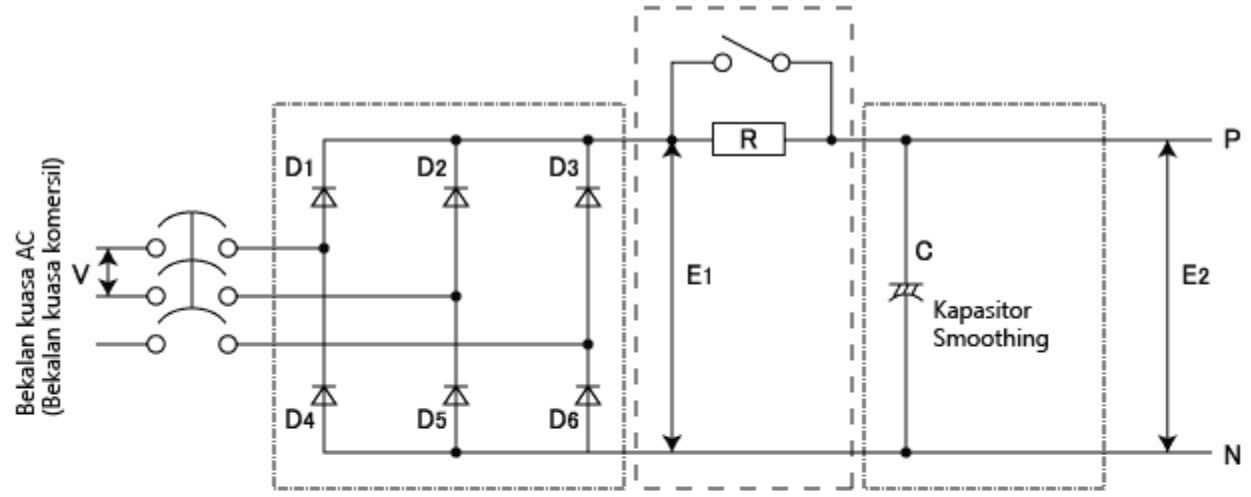 Bekalan kuasa AC
(Bekalan kuasa komersil)
V
D1
D2
D3
D4
D5
D6
R
E1
C
Kapasitor
Smoothing
E2
P
N